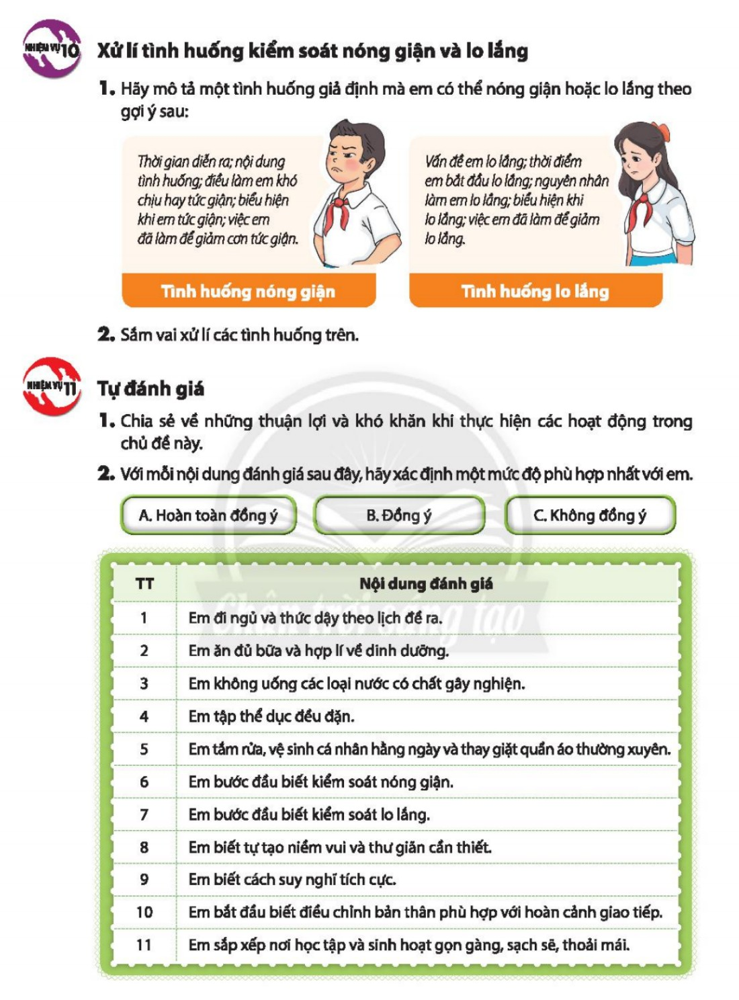 NHIỆM VỤ 10
Xử lí tình huống kiểm soát nóng giận và lo lắng
1. Hãy mô tả một tình huống giả định mà em có thể nóng giận hoặc lo lắng theo
gợi ý sau:
Thời gian diễn ra; nội dung
tình huống; điều làm em khó
chịu hay tức giận; biểu hiện
khi em tức giận; việc em
đã làm để giảm cơn tức giận.
Tình huống nóng giận
Vấn đề em lo lắng; thời điểm
em bắt đầu lo lắng; nguyên nhân
làm em lo lắng; biểu hiện khi
lo lắng; việc em đã làm để giảm
lo lắng.
Tình huống lo lắng
2. Sắm vai xử lí các tình huống trên.
NHIỆM VỤ 11
Tự đánh giá
1. Chia sẻ về những thuận lợi và khó khăn khi thực hiện các hoạt động trong
chủ đề này.
2. Với mỗi nội dung đánh giá sau đây, hãy xác định một mức độ phù hợp nhất với em.
A. Hoàn toàn đồng ý B. Đồng ý C. Không đồng ý
TT Nội dung đánh giá
1 Em đi ngủ và thức dậy theo lịch đề ra.
2 Em ăn đủ bữa và hợp lí về dinh dưỡng.
3 Em không uống các loại nước có chất gây nghiện.
4 Em tập thể dục đều đặn.
5 Em tắm rửa, vệ sinh cá nhân hằng ngày và thay giặt quần áo thường xuyên.
6 Em bước đầu biết kiểm soát nóng giận.
7 Em bước đầu biết kiểm soát lo lắng.
8 Em biết tự tạo niềm vui và thư giãn cần thiết.
9 Em biết cách suy nghĩ tích cực.
10 Em bắt đầu biết điều chỉnh bản thân phù hợp với hoàn cảnh giao tiếp.
11 Em sắp xếp nơi học tập và sinh hoạt gọn gàng, sạch sẽ, thoải mái.
Chân trời sáng tạo